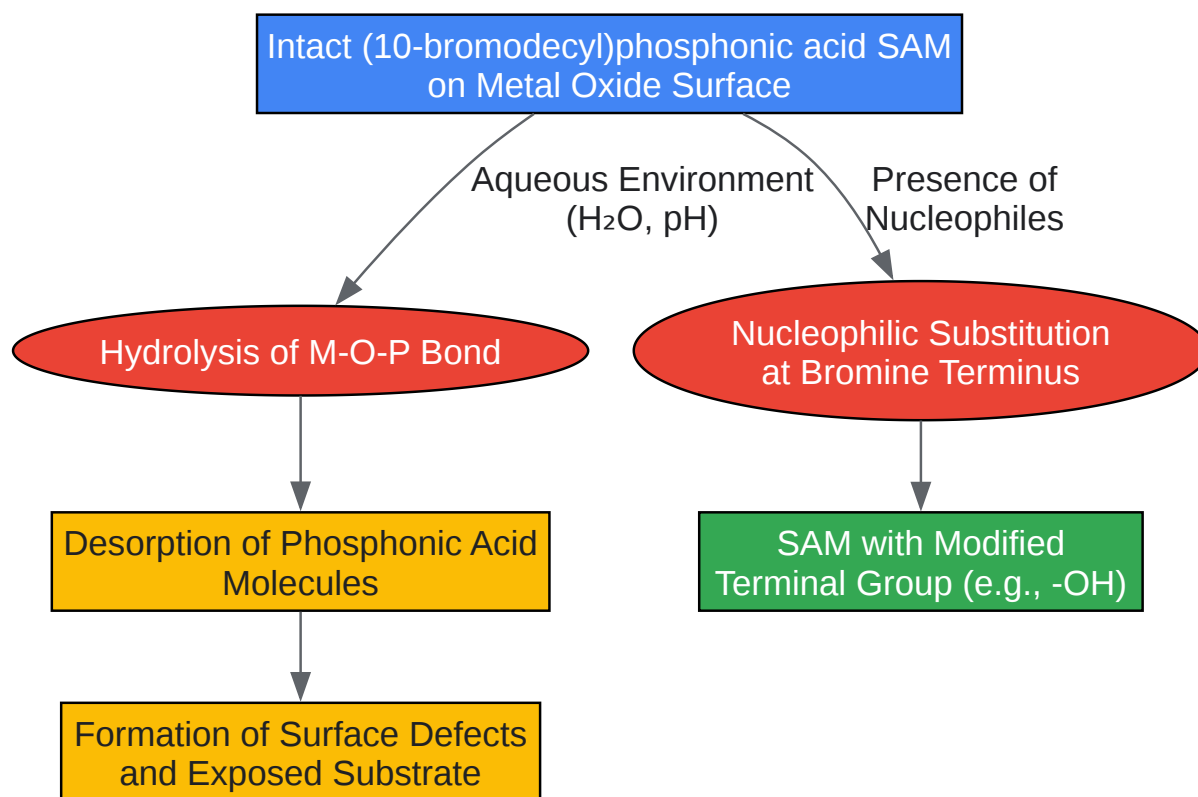 Intact (10-bromodecyl)phosphonic acid SAM
on Metal Oxide Surface
Aqueous Environment
(H₂O, pH)
Presence of
Nucleophiles
Hydrolysis of M-O-P Bond
Nucleophilic Substitution
at Bromine Terminus
Desorption of Phosphonic Acid
Molecules
SAM with Modified
Terminal Group (e.g., -OH)
Formation of Surface Defects
and Exposed Substrate